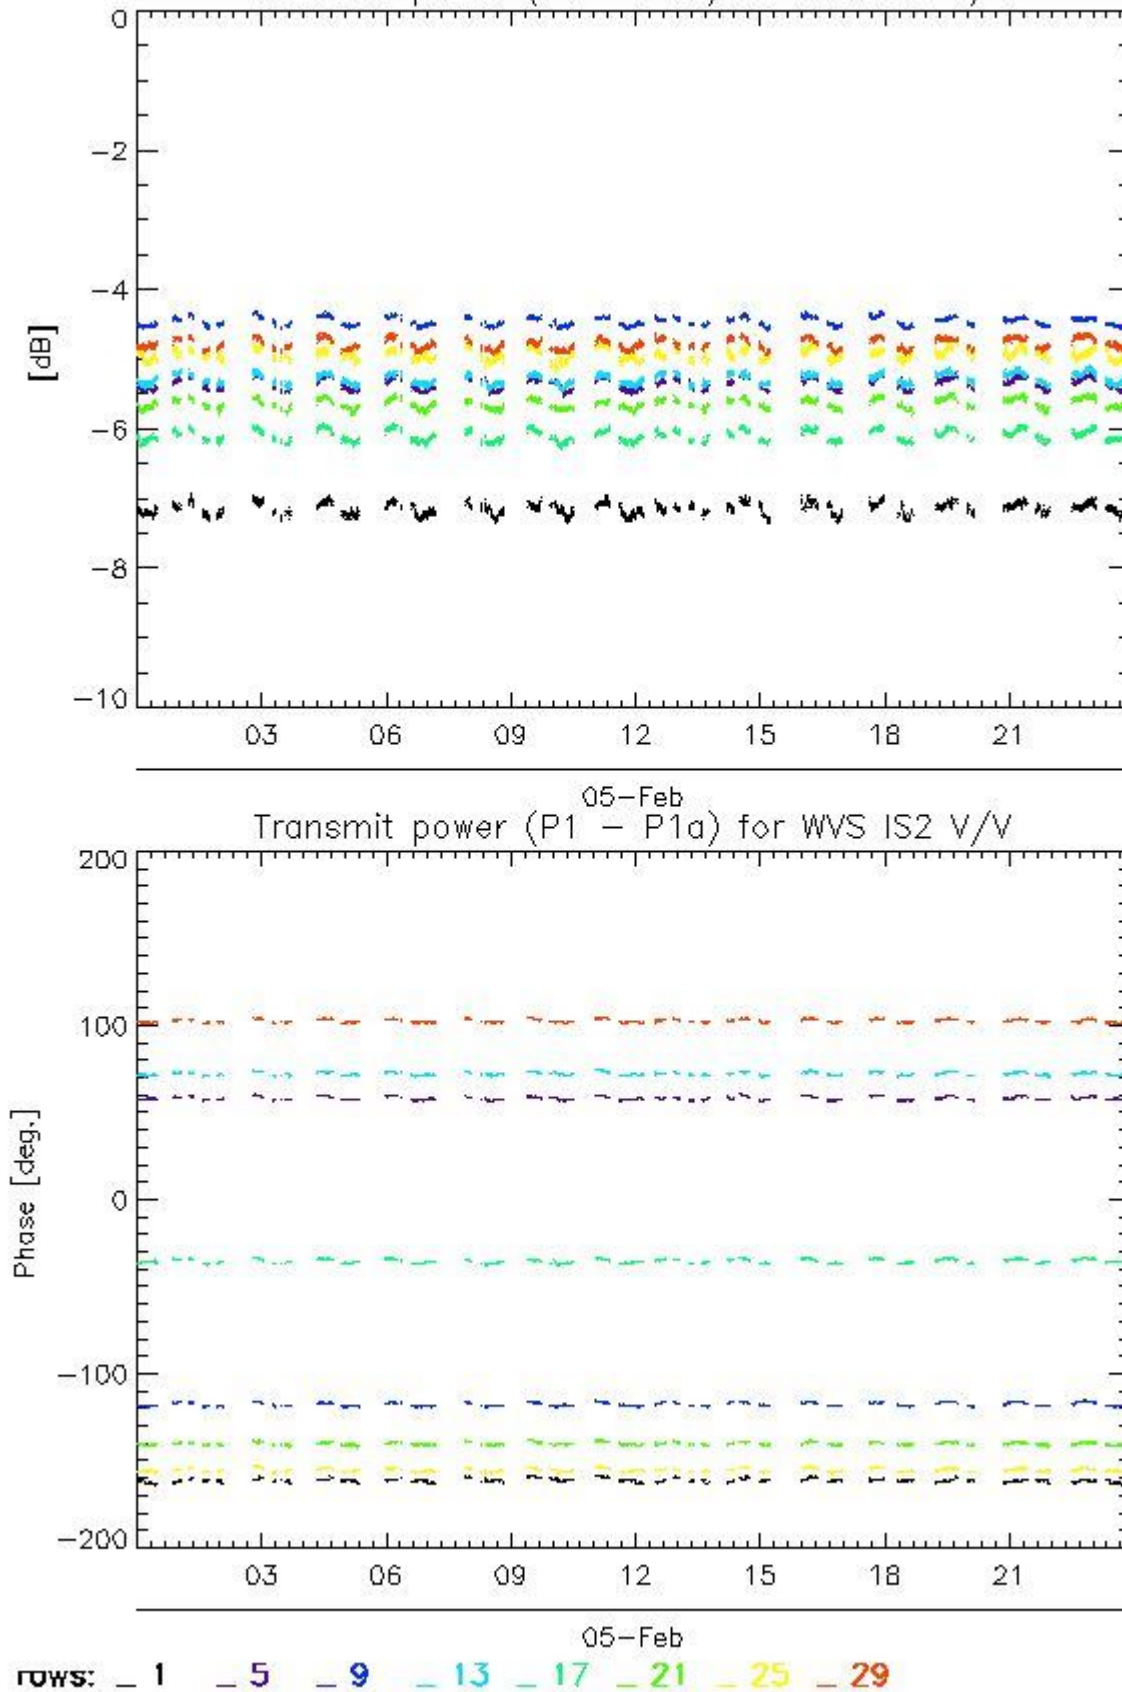 0
-2
-4
[dB]
-6
-8
-10
03 06 09 12 15 18 21
05-Feb
Transmit power (P1 - P1a) for WVS IS2 V/V
200
100
Phase [deg.]
0
-100
-200
03 06 09 12 15 18 21
05-Feb
rows: _ 1 _ 5 _ 9 _ 13 _ 17 _ 21 _ 25 _ 29